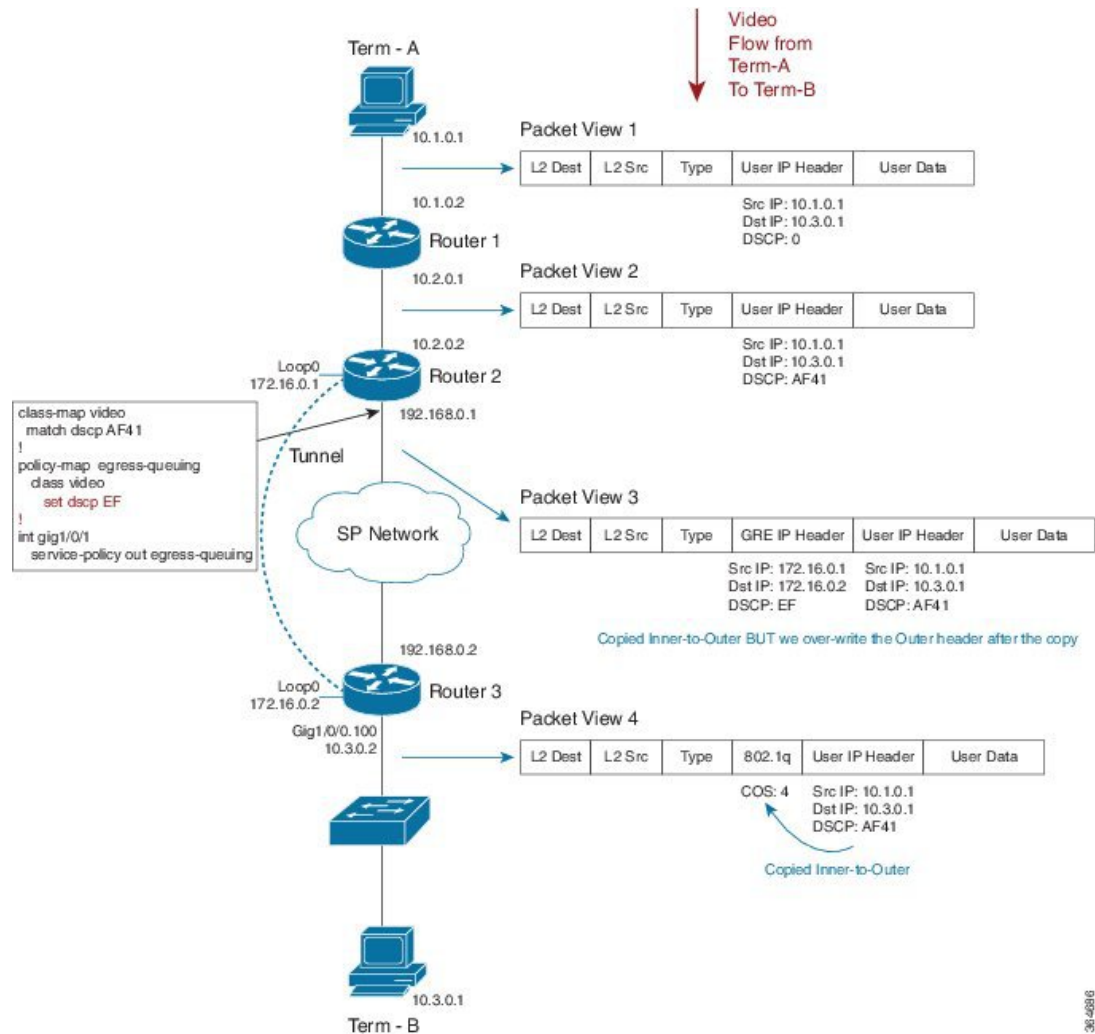 Video
Flow from
Term-A
To Term-B
Term - A
10.1.0.1
Packet View 1
L2 Dest L2 Src Type User IP Header User Data
Src IP: 10.1.0.1
Dst IP: 10.3.0.1
DSCP: 0
10.1.0.2
Router 1
10.2.0.1
Packet View 2
L2 Dest L2 Src Type User IP Header User Data
Src IP: 10.1.0.1
Dst IP: 10.3.0.1
DSCP: AF41
10.2.0.2
Loop0
172.16.0.1
Router 2
192.168.0.1
class-map video
match dscp AF41
!
policy-map egress-queuing
class video
set dscp EF
!
int gig1/0/1
service-policy out egress-queuing
Tunnel
SP Network
Packet View 3
L2 Dest L2 Src Type GRE IP Header User IP Header User Data
Src IP: 172.16.0.1 Src IP: 10.1.0.1
Dst IP: 172.16.0.2 Dst IP: 10.3.0.1
DSCP: EF DSCP: AF41
Copied Inner-to-Outer BUT we over-write the Outer header after the copy
192.168.0.2
Loop0
172.16.0.2
Router 3
Gig1/0/0.100
10.3.0.2
Packet View 4
L2 Dest L2 Src Type 802.1q User IP Header User Data
COS: 4 Src IP: 10.1.0.1
Dst IP: 10.3.0.1
DSCP: AF41
Copied Inner-to-Outer
10.3.0.1
Term - B
364686